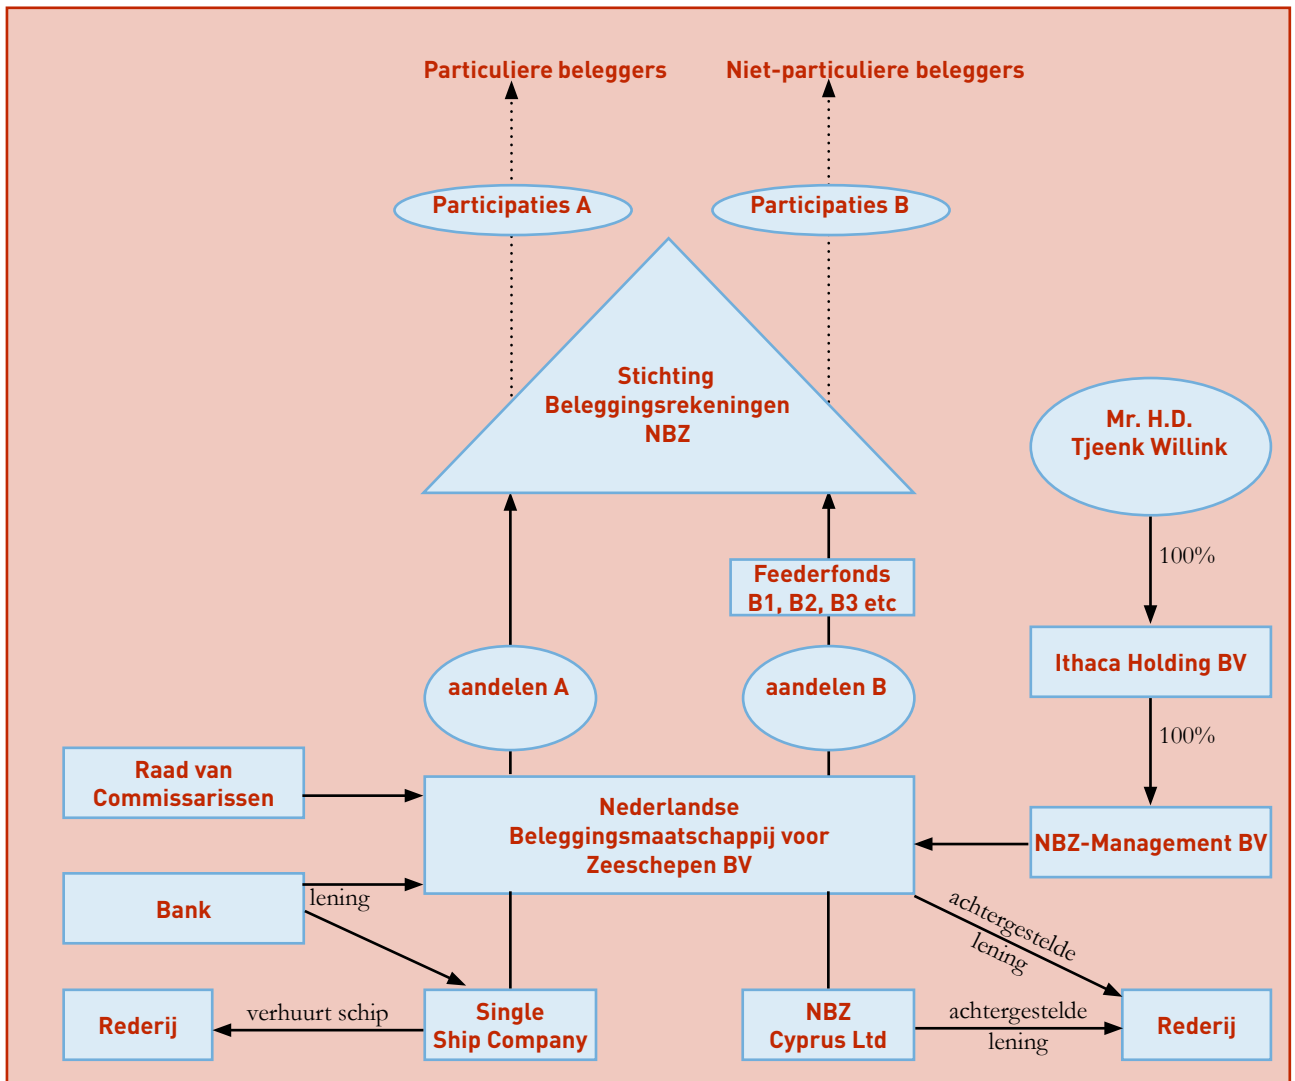 Particuliere beleggers
Niet-particuliere beleggers
Participaties A
Participaties B
Stichting
Beleggingsrekeningen
NBZ
Mr. H.D.
Tjeenk Willink
100%
Feederfonds
B1, B2, B3 etc
Ithaca Holding BV
aandelen A
aandelen B
100%
Raad van
Commissarissen
Nederlandse
Beleggingsmaatschappij voor
Zeeschepen BV
NBZ-Management BV
Bank
lening
achtergestelde
lening
Rederij
verhuurt schip
Single
Ship Company
NBZ
Cyprus Ltd
achtergestelde
lening
Rederij